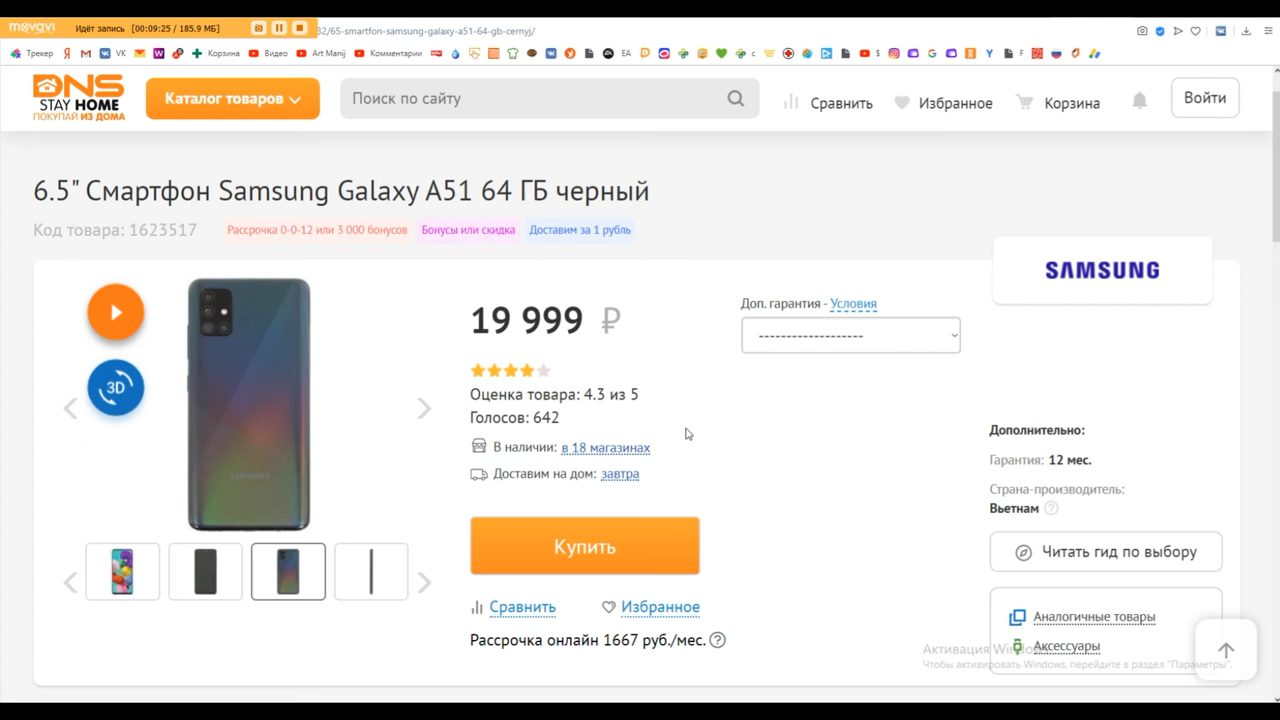 movavi
Идёт запись [00:09:25 / 185.9 МБ]
32/65-smartfon-samsung-galaxy-a51-64-gb-cernyj/
Трекер VK Корзина Видео Art Manij Комментарии EA с $ G Y F
DNS
STAY HOME
ПОКУПАЙ ИЗ ДОМА
Каталог товаров
Поиск по сайту
Сравнить
Избранное
Корзина
Войти
6.5" Смартфон Samsung Galaxy A51 64 ГБ черный
Код товара: 1623517
Рассрочка 0-0-12 или 3 000 бонусов
Бонусы или скидка
Доставим за 1 рубль
SAMSUNG
3D
SAMSUNG
19 999 ₽
Оценка товара: 4.3 из 5
Голосов: 642
В наличии: в 18 магазинах
Доставим на дом: завтра
Купить
Сравнить
Избранное
Рассрочка онлайн 1667 руб./мес. ?
Доп. гарантия - Условия
-------------------
Дополнительно:
Гарантия: 12 мес.
Страна-производитель:
Вьетнам ?
Читать гид по выбору
Аналогичные товары
Аксессуары
Активация Windows
Чтобы активировать Windows, перейдите в раздел "Параметры".